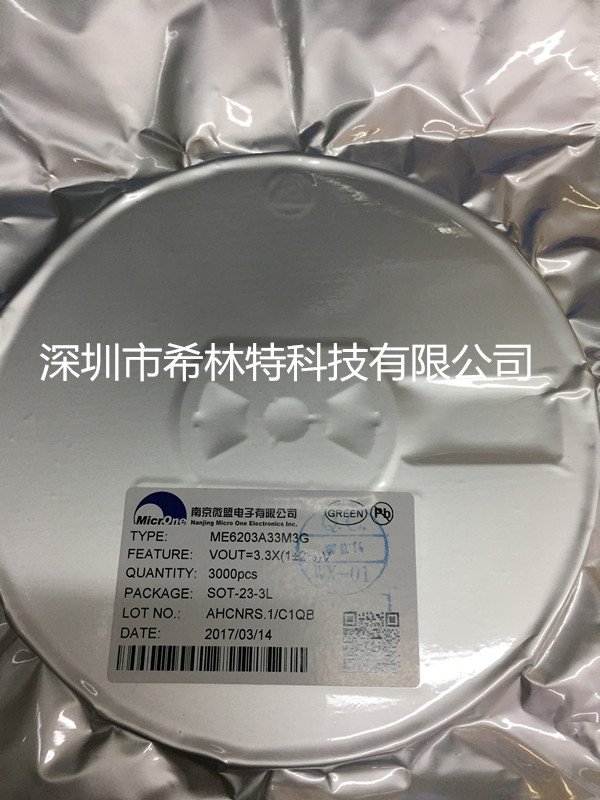 深圳市希林特科技有限公司
MicrOne
南京微盟电子有限公司
Nanjing Micro One Electronics Inc.
GREEN
Pb
TYPE: ME6203A33M3G
FEATURE: VOUT=3.3X(1±2%)V
QUANTITY: 3000pcs
PACKAGE: SOT-23-3L
LOT NO.: AHCNRS.1/C1QB
DATE: 2017/03/14